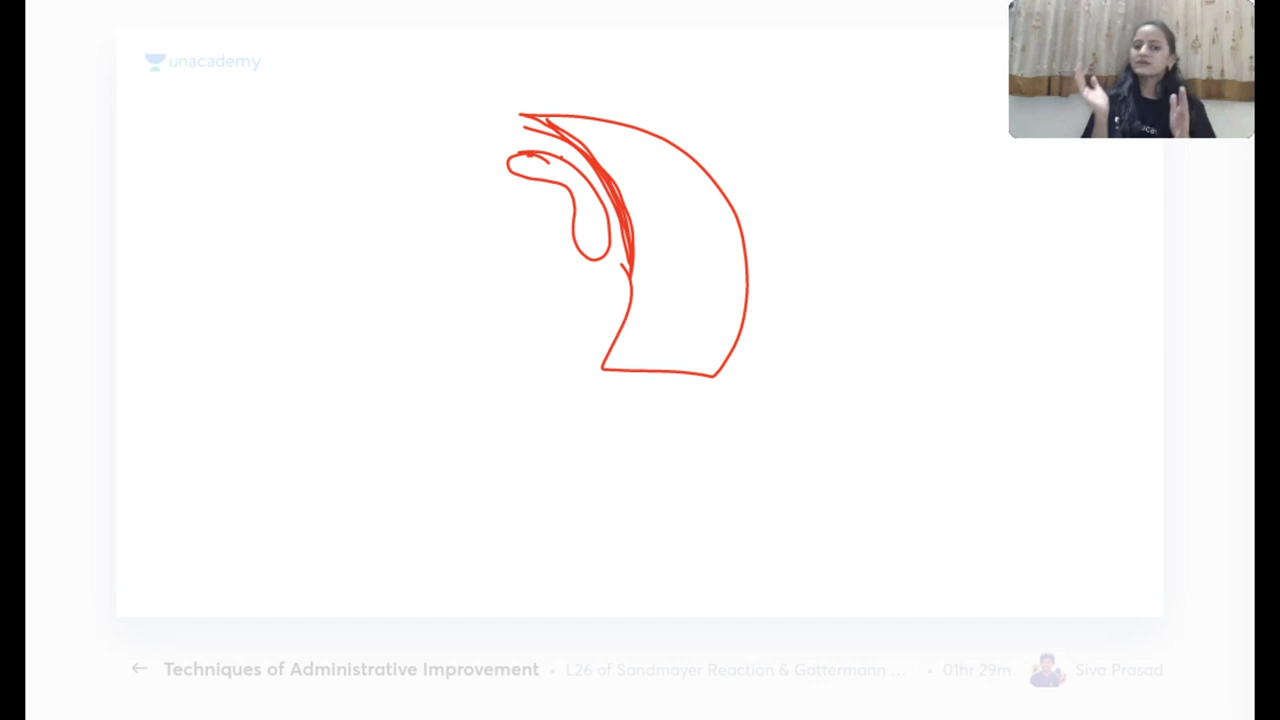 unacademy
Techniques of Administrative Improvement • L26 of Sandmayer Reaction & Gattermann ... • 01hr 29m Siva Prasad